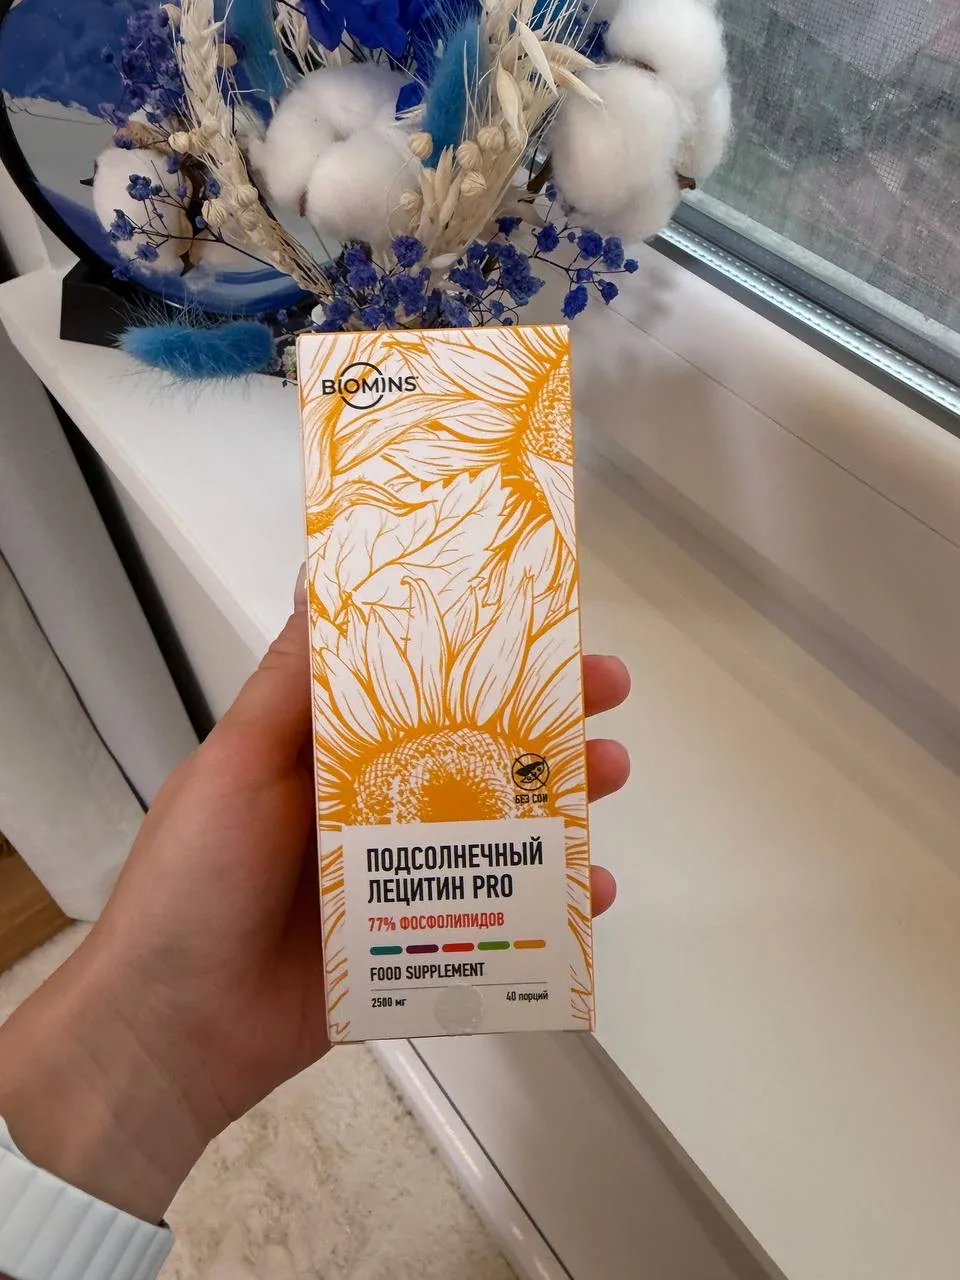 BIOMINS
БЕЗ СОИ
ПОДСОЛНЕЧНЫЙ
ЛЕЦИТИН PRO
77% ФОСФОЛИПИДОВ
FOOD SUPPLEMENT
2500 мг 40 порций